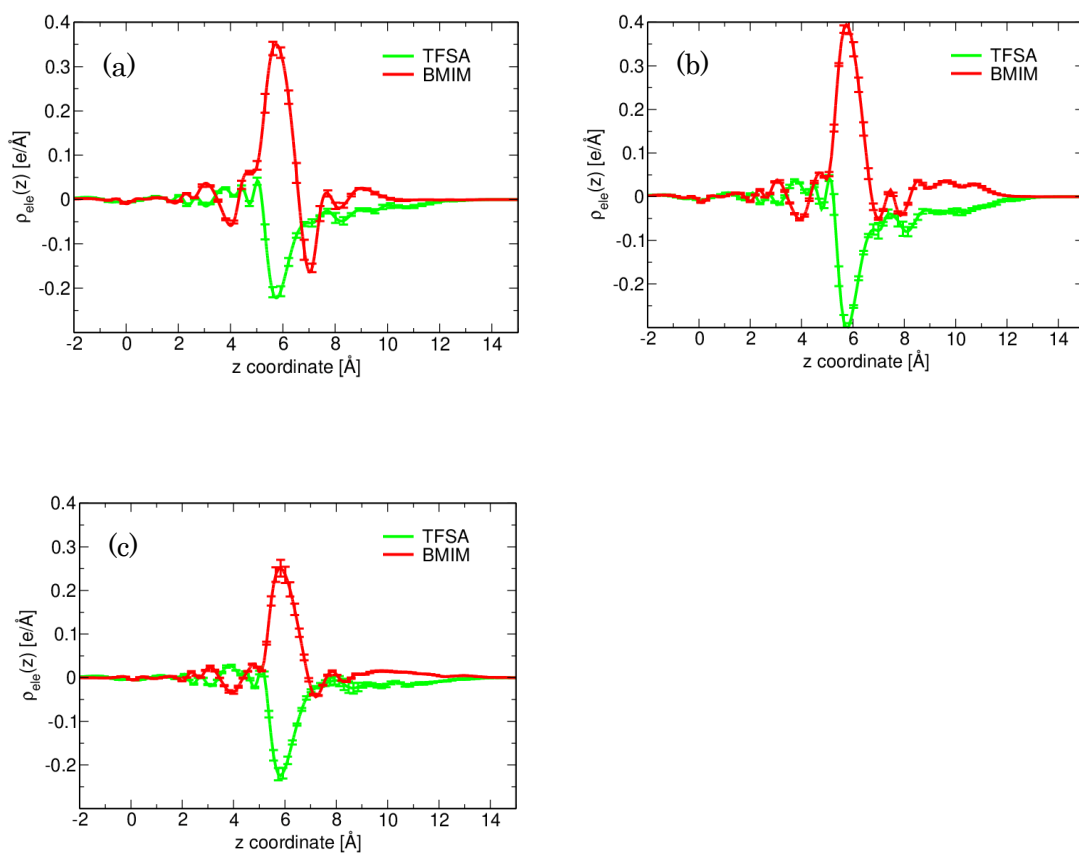 (a)
TFSA
BMIM
0.4
0.3
0.2
0.1
0
-0.1
-0.2
ρele(z) [e/Å]
-2 0 2 4 6 8 10 12 14
z coordinate [Å]
(b)
TFSA
BMIM
0.4
0.3
0.2
0.1
0
-0.1
-0.2
ρele(z) [e/Å]
-2 0 2 4 6 8 10 12 14
z coordinate [Å]
(c)
TFSA
BMIM
0.4
0.3
0.2
0.1
0
-0.1
-0.2
ρele(z) [e/Å]
-2 0 2 4 6 8 10 12 14
z coordinate [Å]